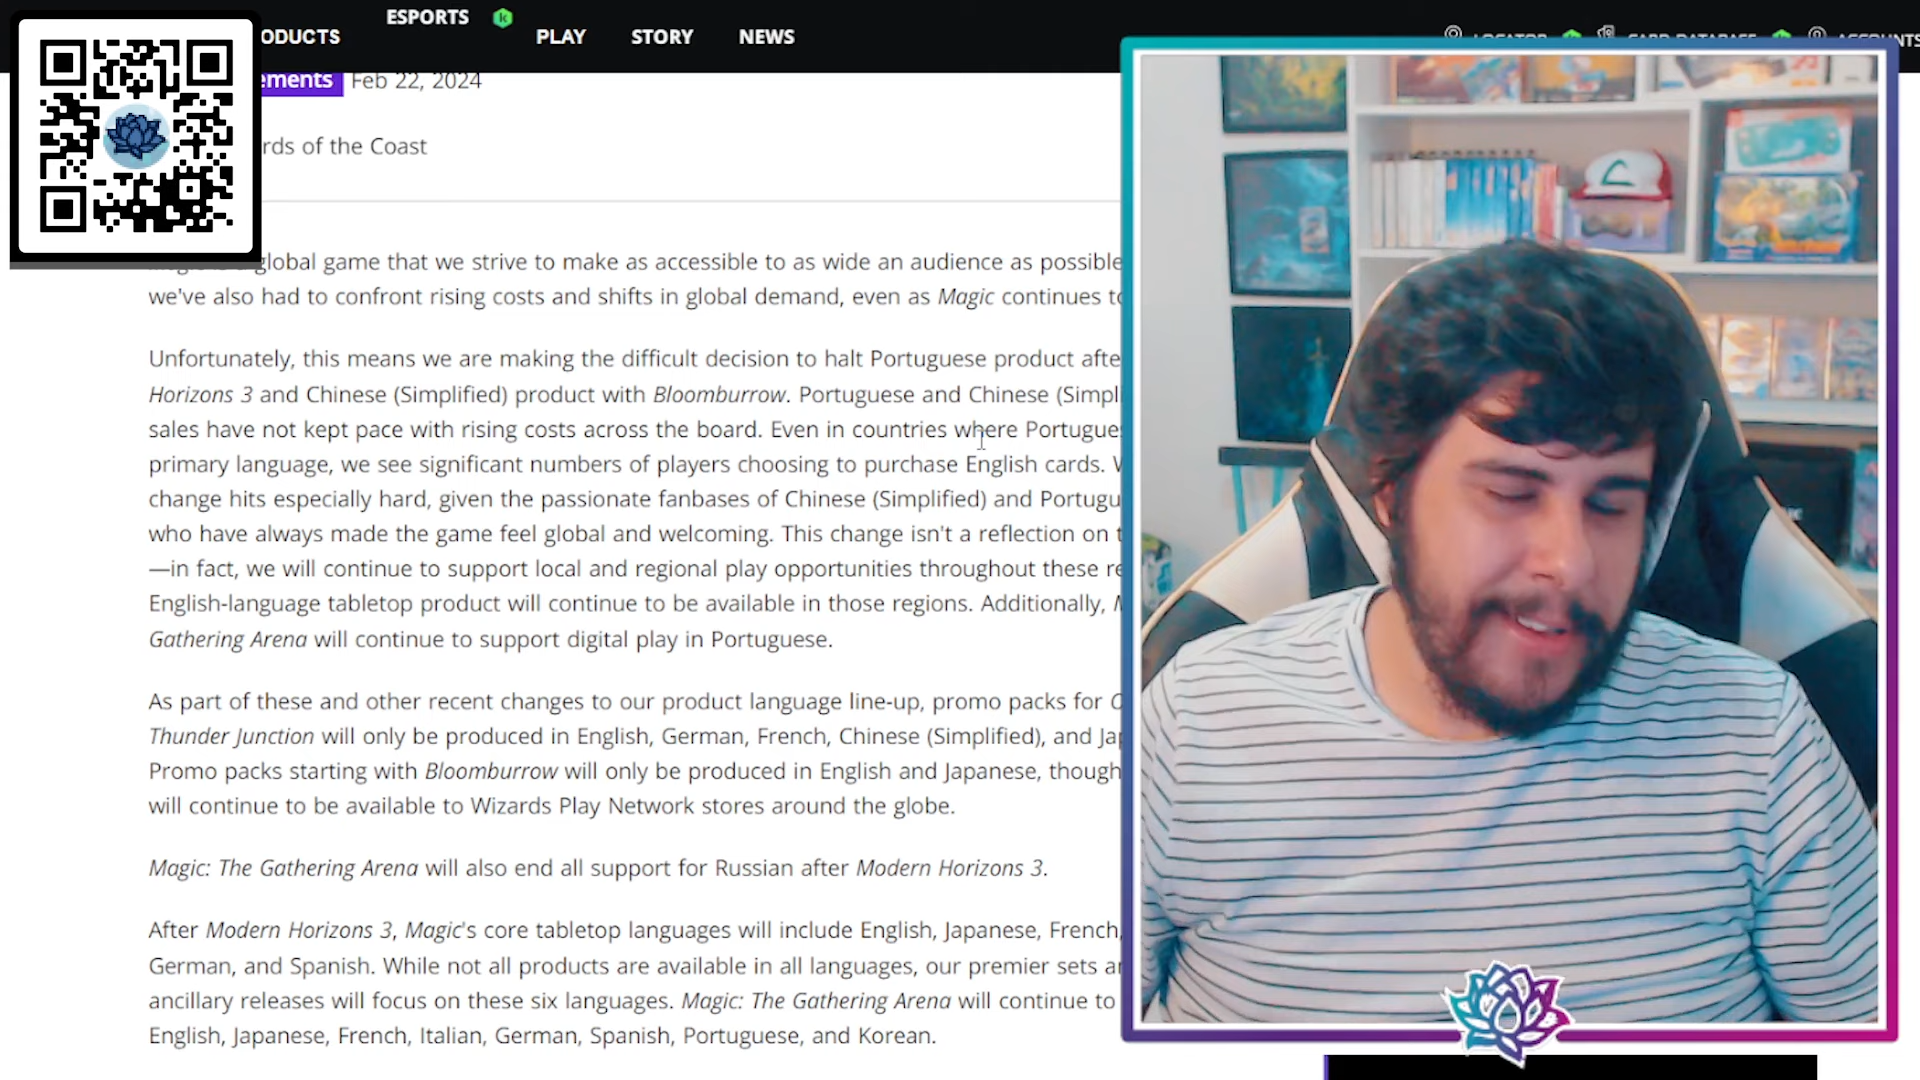 ESPORTS
ODUCTS PLAY STORY NEWS LOCATOR CARD DATABASE ACCOUNTS
ements Feb 22, 2024
rds of the Coast
global game that we strive to make as accessible to as wide an audience as possible
we've also had to confront rising costs and shifts in global demand, even as Magic continues to
Unfortunately, this means we are making the difficult decision to halt Portuguese product afte
Horizons 3 and Chinese (Simplified) product with Bloomburrow. Portuguese and Chinese (Simpli
sales have not kept pace with rising costs across the board. Even in countries where Portugue
primary language, we see significant numbers of players choosing to purchase English cards.
change hits especially hard, given the passionate fanbases of Chinese (Simplified) and Portugu
who have always made the game feel global and welcoming. This change isn't a reflection on
—in fact, we will continue to support local and regional play opportunities throughout these re
English-language tabletop product will continue to be available in those regions. Additionally,
Gathering Arena will continue to support digital play in Portuguese.
As part of these and other recent changes to our product language line-up, promo packs for
Thunder Junction will only be produced in English, German, French, Chinese (Simplified), and Jap
Promo packs starting with Bloomburrow will only be produced in English and Japanese, though
will continue to be available to Wizards Play Network stores around the globe.
Magic: The Gathering Arena will also end all support for Russian after Modern Horizons 3.
After Modern Horizons 3, Magic's core tabletop languages will include English, Japanese, French,
German, and Spanish. While not all products are available in all languages, our premier sets an
ancillary releases will focus on these six languages. Magic: The Gathering Arena will continue to
English, Japanese, French, Italian, German, Spanish, Portuguese, and Korean.